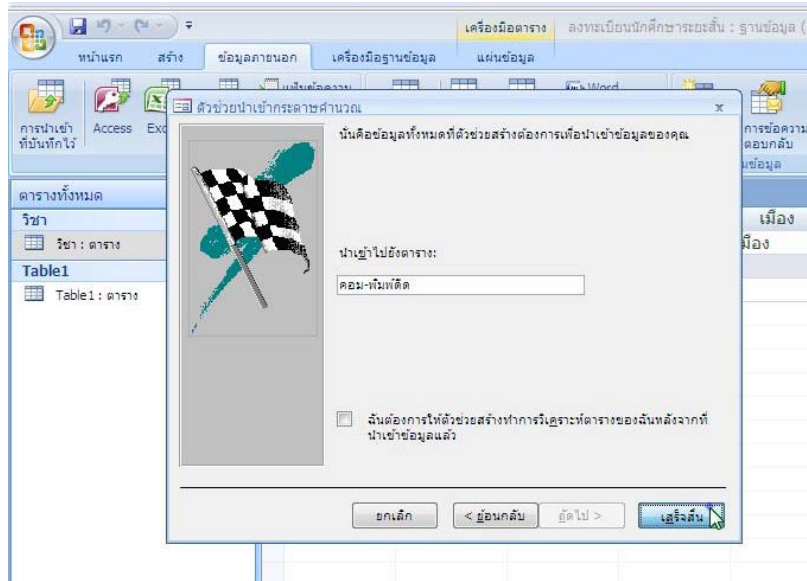 เครื่องมือตาราง
ลงทะเบียนนักศึกษาระยะสั้น : ฐานข้อมูล (
หน้าแรก
สร้าง
ข้อมูลภายนอก
เครื่องมือฐานข้อมูล
แผ่นข้อมูล
การนำเข้า
ที่บันทึกไว้
Access
แฟ้มข้อความ
Word
การข้อความ
ตอบกลับ
ตัวช่วยนำเข้ากระดาษคำนวณ
x
นั่นคือข้อมูลทั้งหมดที่ตัวช่วยสร้างต้องการเพื่อนำเข้าข้อมูลของคุณ
นำเข้าไปยังตาราง:
คอม-พิมพ์ดีด
ฉันต้องการให้ตัวช่วยสร้างทำการวิเคราะห์ตารางของฉันหลังจากที่
นำเข้าข้อมูลแล้ว
ยกเลิก
< ย้อนกลับ
ถัดไป >
เสร็จสิ้น
ตารางทั้งหมด
วิชา
วิชา : ตาราง
Table1
Table1 : ตาราง
เมือง